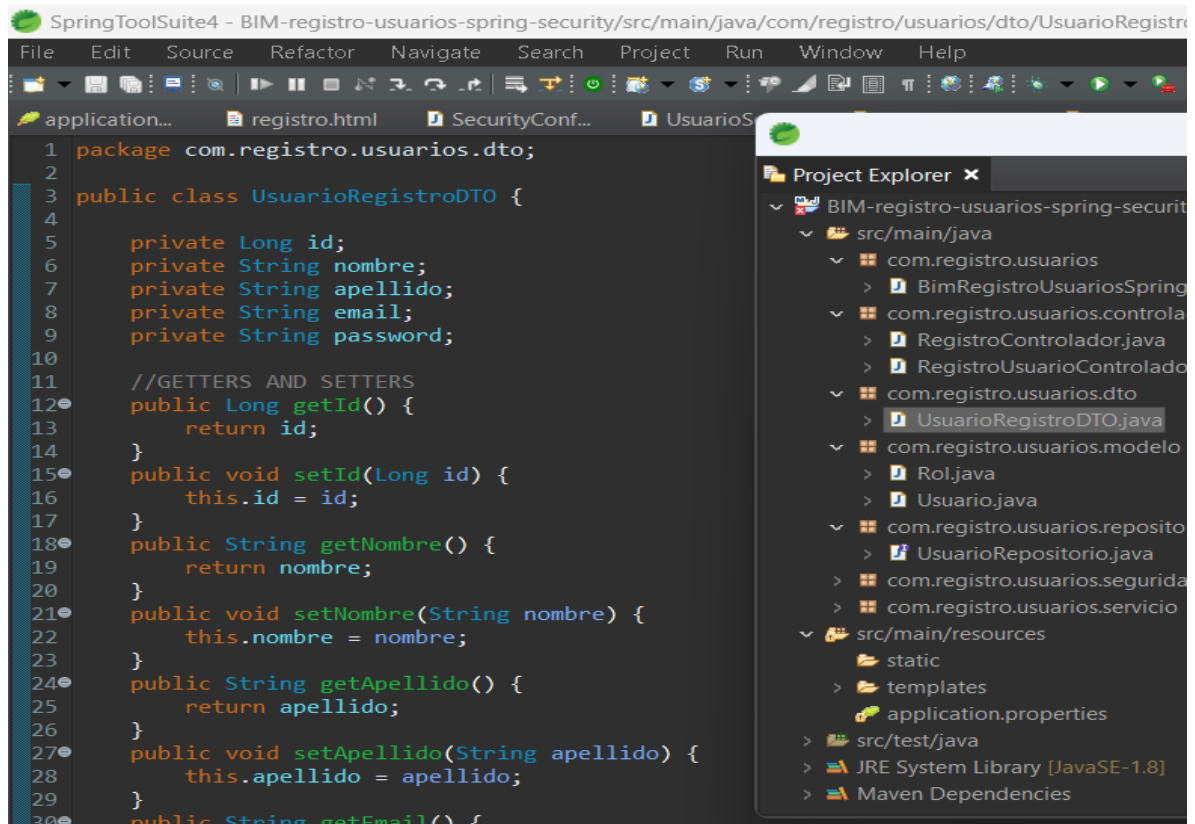 SpringToolSuite4 - BIM-registro-usuarios-spring-security/src/main/java/com/registro/usuarios/dto/UsuarioRegistr
File Edit Source Refactor Navigate Search Project Run Window Help
application... registro.html SecurityConf... UsuarioS
1 package com.registro.usuarios.dto;
2
3 public class UsuarioRegistroDTO {
4
5 private Long id;
6 private String nombre;
7 private String apellido;
8 private String email;
9 private String password;
10
11 //GETTERS AND SETTERS
12 public Long getId() {
13 return id;
14 }
15 public void setId(Long id) {
16 this.id = id;
17 }
18 public String getNombre() {
19 return nombre;
20 }
21 public void setNombre(String nombre) {
22 this.nombre = nombre;
23 }
24 public String getApellido() {
25 return apellido;
26 }
27 public void setApellido(String apellido) {
28 this.apellido = apellido;
29 }
30 public String getEmail() {
Project Explorer
BIM-registro-usuarios-spring-securit
src/main/java
com.registro.usuarios
BimRegistroUsuariosSpring
com.registro.usuarios.controla
RegistroControlador.java
RegistroUsuarioControlado
com.registro.usuarios.dto
UsuarioRegistroDTO.java
com.registro.usuarios.modelo
Rol.java
Usuario.java
com.registro.usuarios.reposito
UsuarioRepositorio.java
com.registro.usuarios.segurida
com.registro.usuarios.servicio
src/main/resources
static
templates
application.properties
src/test/java
JRE System Library [JavaSE-1.8]
Maven Dependencies